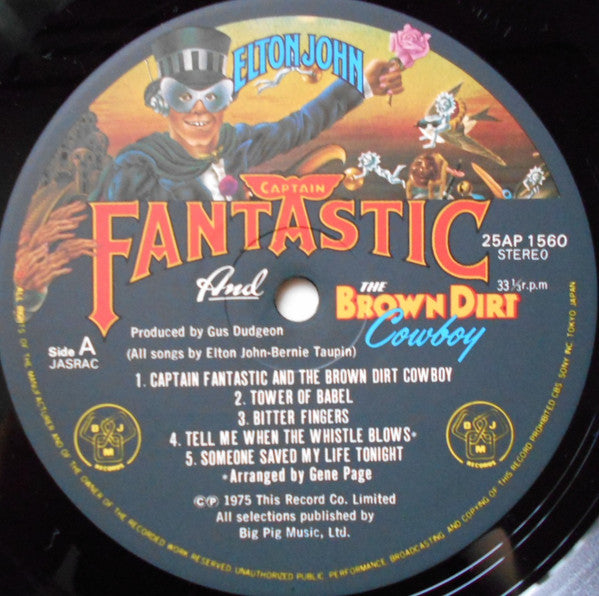 ELTON JOHN
CAPTAIN
FANTASTIC
25AP 1560
STEREO
And
THE
BROWN DIRT
Cowboy
33⅓r.p.m
Produced by Gus Dudgeon
Side A
JASRAC
(All songs by Elton John-Bernie Taupin)
1. CAPTAIN FANTASTIC AND THE BROWN DIRT COWBOY
2. TOWER OF BABEL
3. BITTER FINGERS
4. TELL ME WHEN THE WHISTLE BLOWS*
5. SOMEONE SAVED MY LIFE TONIGHT
*Arranged by Gene Page
B J M
RECORDS
B J M
RECORDS
©℗ 1975 This Record Co. Limited
All selections published by
Big Pig Music, Ltd.
ALL RIGHTS OF THE MANUFACTURER AND OF THE OWNER OF THE RECORDED WORK RESERVED. UNAUTHORIZED PUBLIC PERFORMANCE, BROADCASTING AND COPYING OF THIS RECORD PROHIBITED CBS SONY INC. TOKYO JAPAN